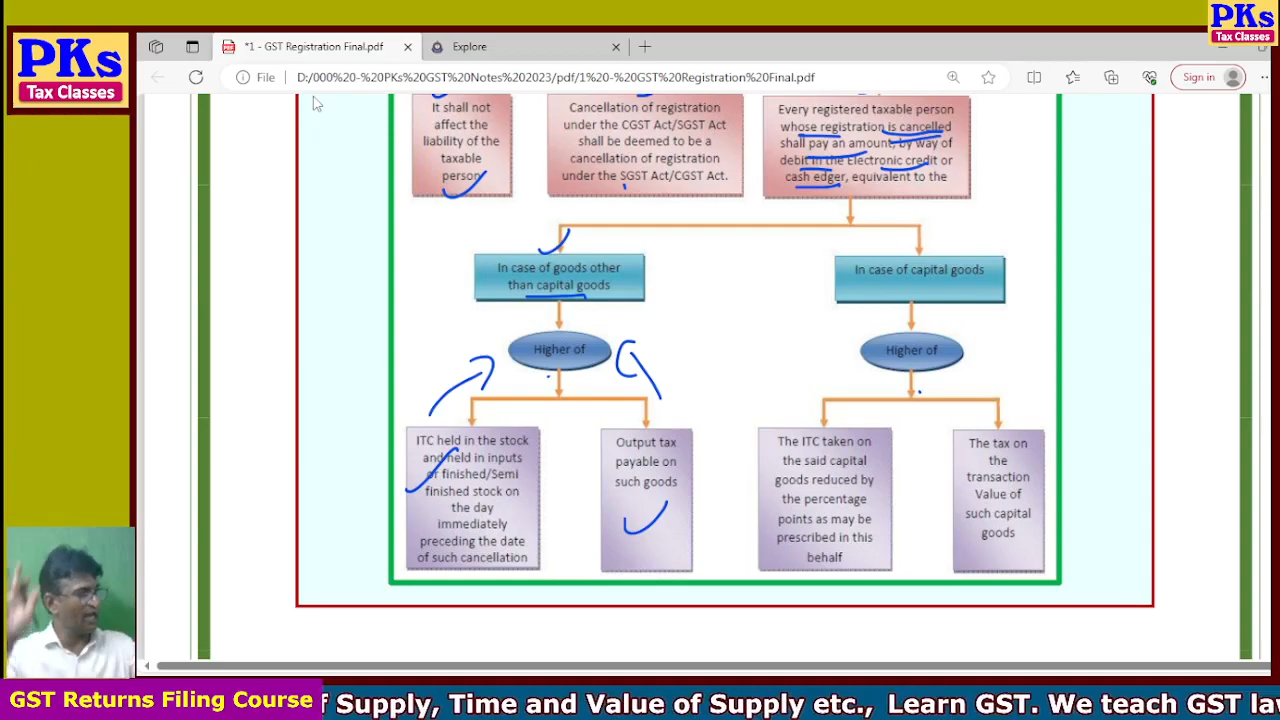 PKs
Tax Classes
PKs
Tax Classes
*1 - GST Registration Final.pdf
Explore
File
D:/000%20-%20PKs%20GST%20Notes%202023/pdf/1%20-%20GST%20Registration%20Final.pdf
Sign in
It shall not
affect the
liability of the
taxable
person
Cancellation of registration
under the CGST Act/SGST Act
shall be deemed to be a
cancellation of registration
under the SGST Act/CGST Act.
Every registered taxable person
whose registration is cancelled
shall pay an amount, by way of
debit in the Electronic credit or
cash edger, equivalent to the
In case of goods other
than capital goods
In case of capital goods
Higher of
Higher of
ITC held in the stock
and held in inputs
or finished/Semi
finished stock on
the day
immediately
preceding the date
of such cancellation
Output tax
payable on
such goods
The ITC taken on
the said capital
goods reduced by
the percentage
points as may be
prescribed in this
behalf
The tax on
the
transaction
Value of
such capital
goods
GST Returns Filing Course
f Supply, Time and Value of Supply etc., Learn GST. We teach GST la